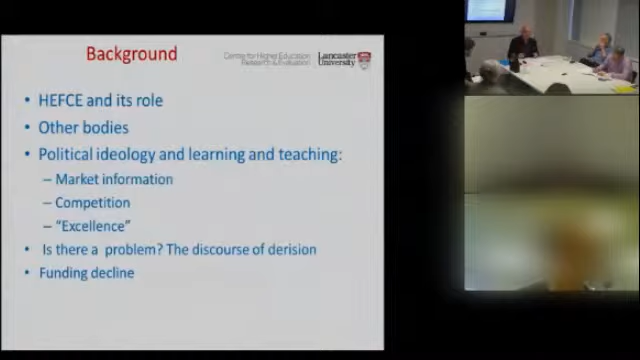 Background
Centre for Higher Education
Research & Evaluation
Lancaster
University
• HEFCE and its role
• Other bodies
• Political ideology and learning and teaching:
– Market information
– Competition
– “Excellence”
• Is there a problem? The discourse of derision
• Funding decline